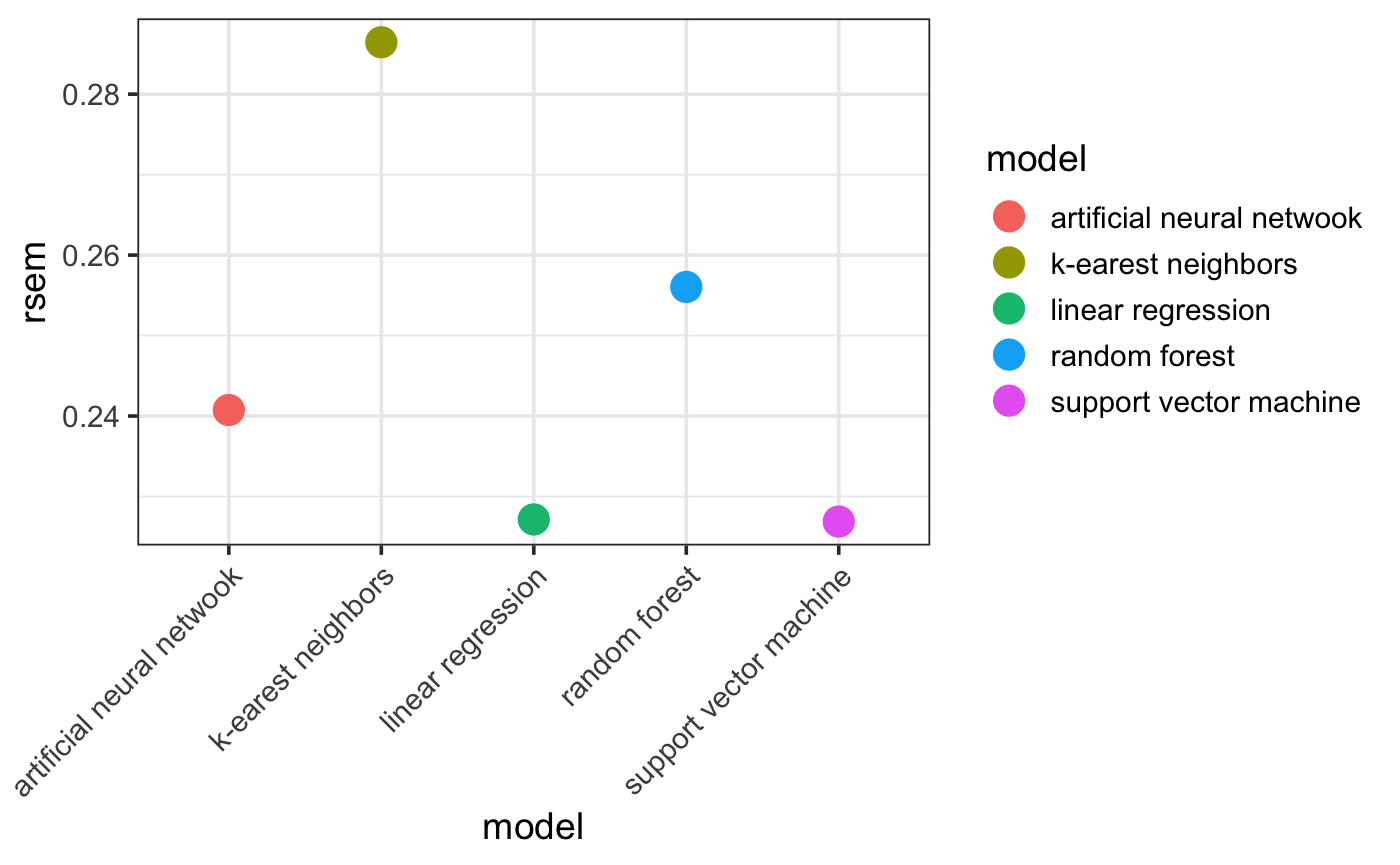 0.28
0.26
0.24
rsem
artificial neural netwook
k-earest neighbors
linear regression
random forest
support vector machine
model
model
artificial neural netwook
k-earest neighbors
linear regression
random forest
support vector machine